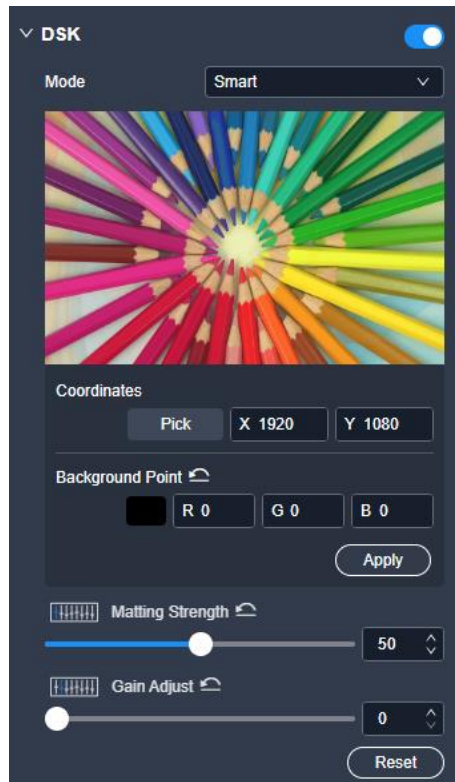 DSK
Mode Smart
Coordinates
Pick X 1920 Y 1080
Background Point
R 0 G 0 B 0
Apply
Matting Strength
50
Gain Adjust
0
Reset